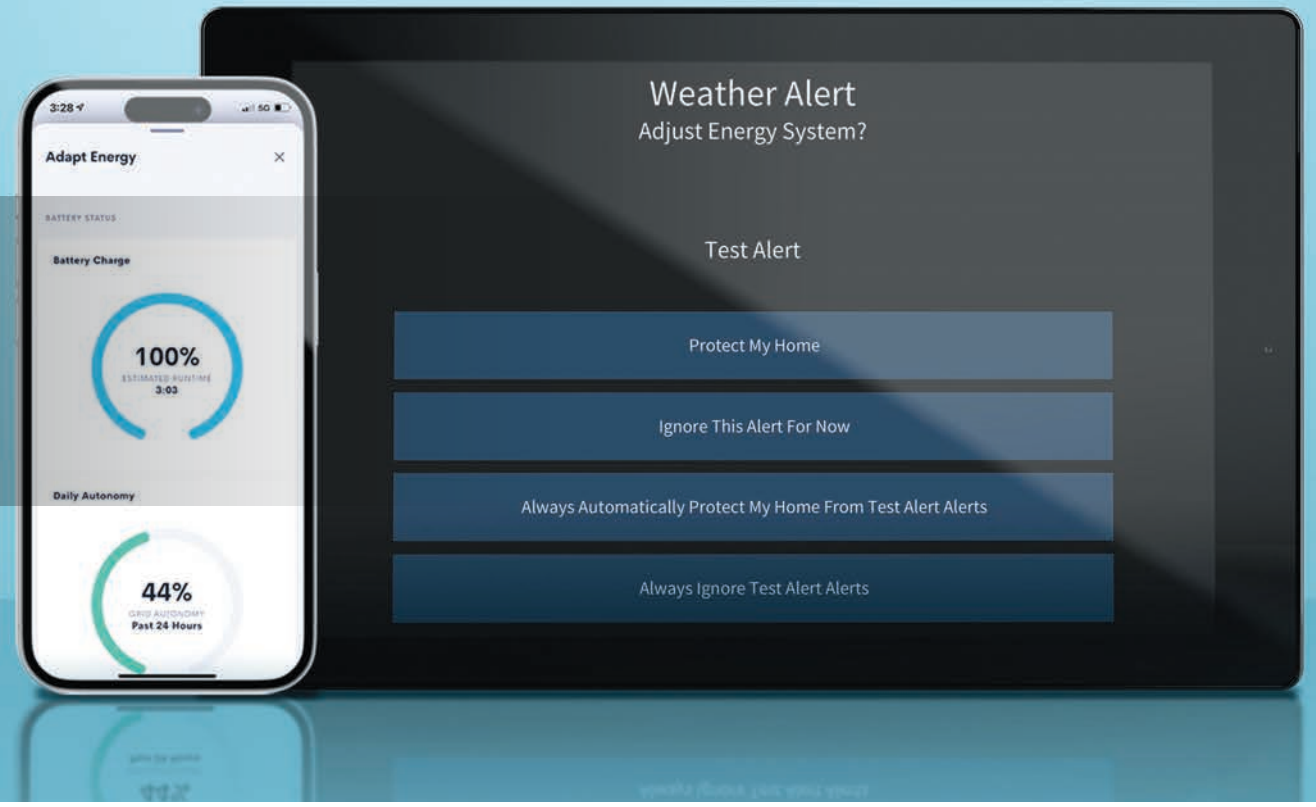 3:28
5G
Adapt Energy
BATTERY STATUS
Battery Charge
100%
ESTIMATED RUNTIME
3:03
Daily Autonomy
44%
GRID AUTONOMY
Past 24 Hours
Weather Alert
Adjust Energy System?
Test Alert
Protect My Home
Ignore This Alert For Now
Always Automatically Protect My Home From Test Alert Alerts
Always Ignore Test Alert Alerts